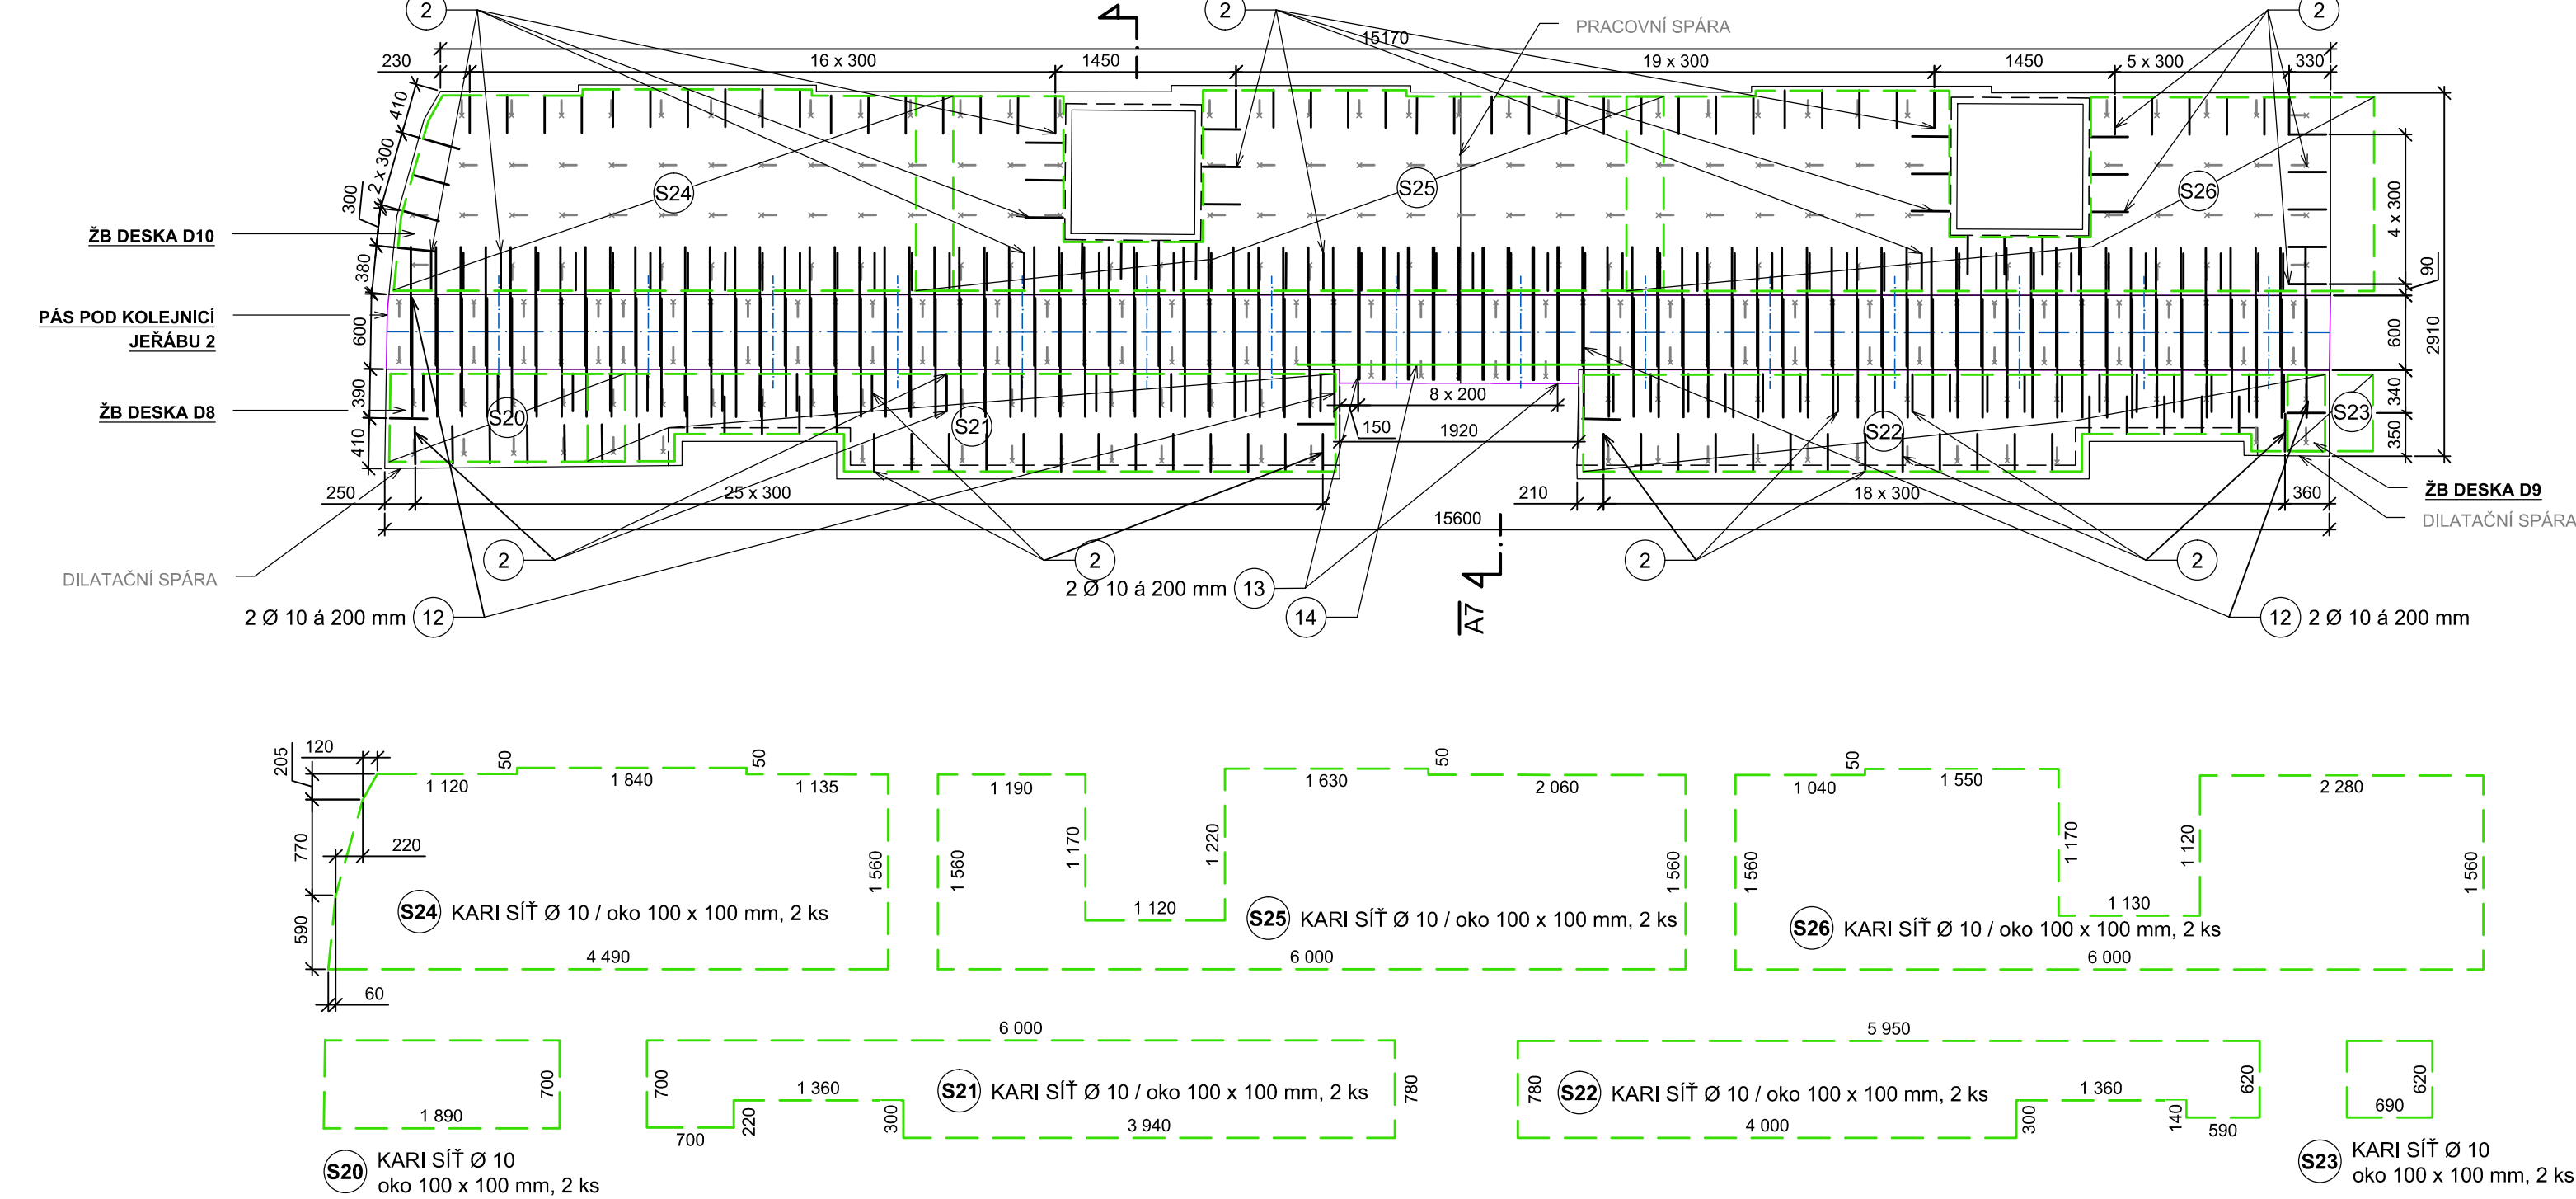 2
2
2
PRACOVNÍ SPÁRA
15170
230
16 x 300
1450
19 x 300
1450
5 x 300
330
410
2 x 300
300
380
S24
S25
S26
4 x 300
90
ŽB DESKA D10
PÁS POD KOLEJNICÍ
JEŘÁBU 2
600
600
2910
ŽB DESKA D8
390
410
S20
S21
8 x 200
150
1920
S22
S23
340
350
250
25 x 300
210
18 x 300
360
ŽB DESKA D9
15600
DILATAČNÍ SPÁRA
DILATAČNÍ SPÁRA
2
2
2
2
2 Ø 10 á 200 mm 12
2 Ø 10 á 200 mm 13
14
A7
12 2 Ø 10 á 200 mm
205
120
1 120
50
1 840
50
1 135
770
220
1 560
590
60
4 490
S24 KARI SÍŤ Ø 10 / oko 100 x 100 mm, 2 ks
1 190
1 560
1 170
1 120
1 220
1 630
50
2 060
1 560
S25 KARI SÍŤ Ø 10 / oko 100 x 100 mm, 2 ks
6 000
1 040
50
1 550
1 560
1 170
1 130
1 120
2 280
1 560
S26 KARI SÍŤ Ø 10 / oko 100 x 100 mm, 2 ks
6 000
700
1 890
S20 KARI SÍŤ Ø 10
oko 100 x 100 mm, 2 ks
6 000
700
700
220
1 360
300
3 940
780
S21 KARI SÍŤ Ø 10 / oko 100 x 100 mm, 2 ks
5 950
780
4 000
300
1 360
140
590
620
S22 KARI SÍŤ Ø 10 / oko 100 x 100 mm, 2 ks
620
690
S23 KARI SÍŤ Ø 10
oko 100 x 100 mm, 2 ks